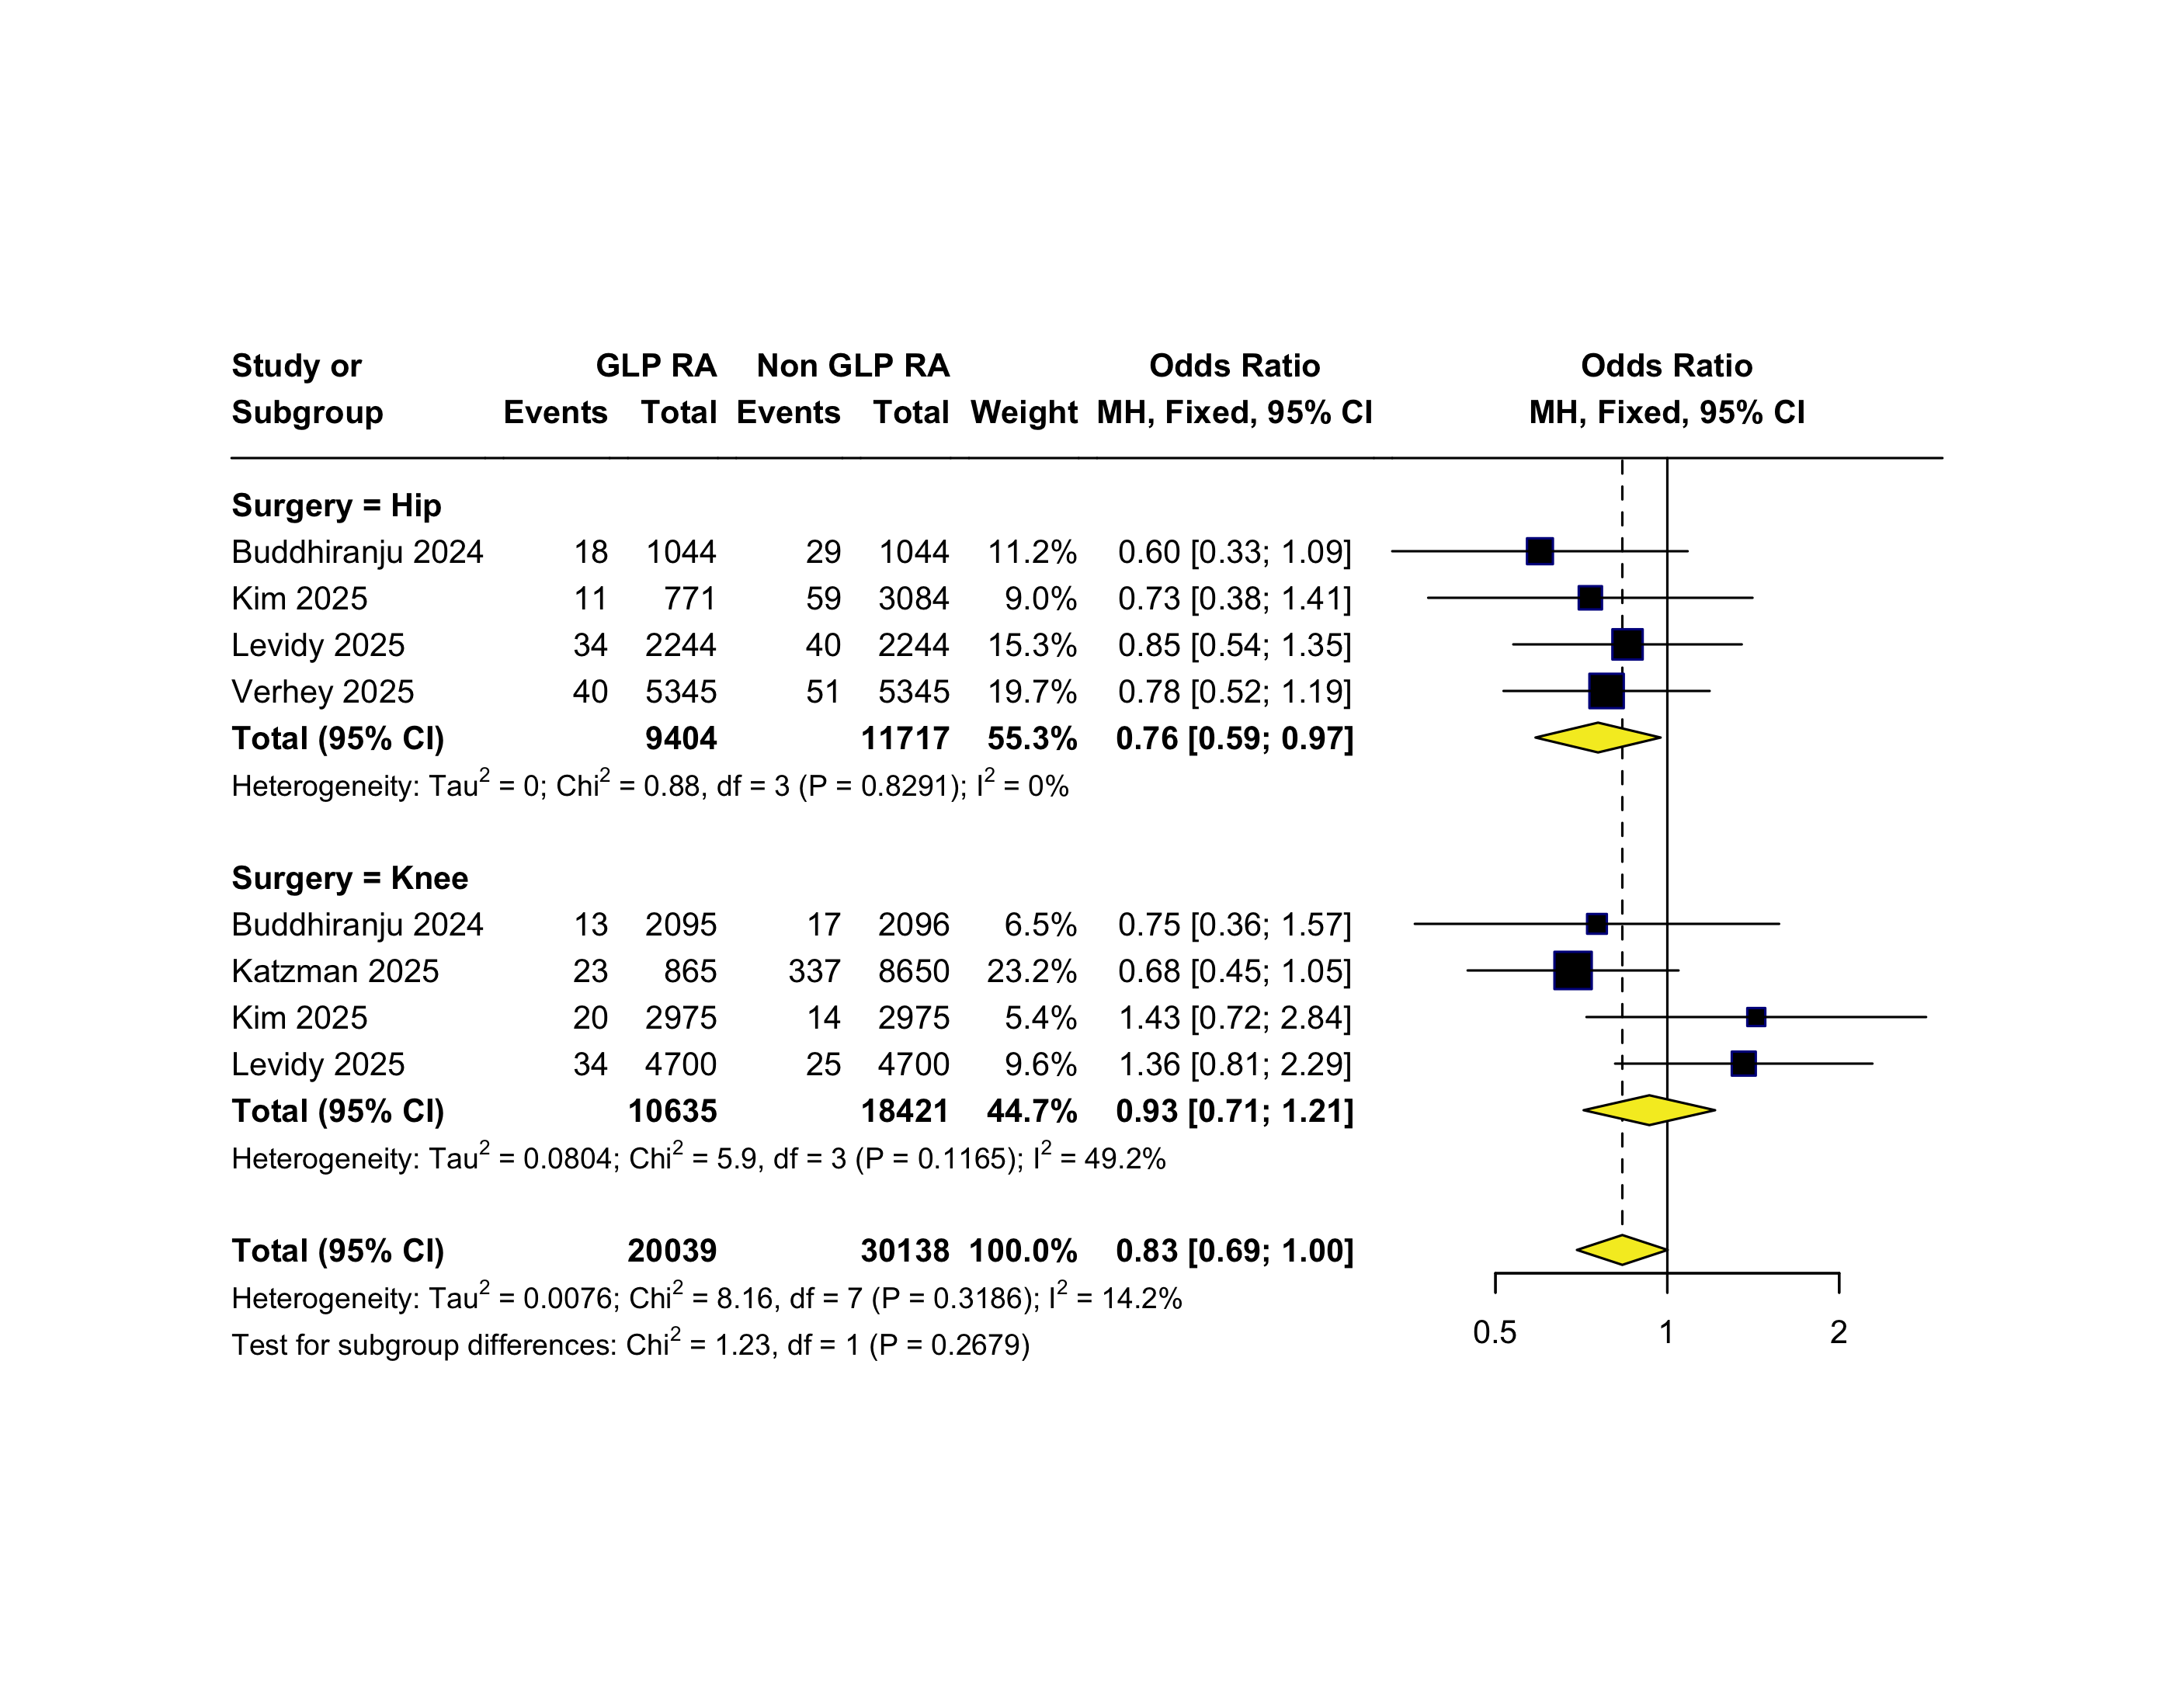 Study or GLP RA Non GLP RA Odds Ratio Odds Ratio
Subgroup Events Total Events Total Weight MH, Fixed, 95% CI MH, Fixed, 95% CI
Surgery = Hip
Buddhiranju 2024 18 1044 29 1044 11.2% 0.60 [0.33; 1.09]
Kim 2025 11 771 59 3084 9.0% 0.73 [0.38; 1.41]
Levidy 2025 34 2244 40 2244 15.3% 0.85 [0.54; 1.35]
Verhey 2025 40 5345 51 5345 19.7% 0.78 [0.52; 1.19]
Total (95% CI) 9404 11717 55.3% 0.76 [0.59; 0.97]
Heterogeneity: Tau² = 0; Chi² = 0.88, df = 3 (P = 0.8291); I² = 0%
Surgery = Knee
Buddhiranju 2024 13 2095 17 2096 6.5% 0.75 [0.36; 1.57]
Katzman 2025 23 865 337 8650 23.2% 0.68 [0.45; 1.05]
Kim 2025 20 2975 14 2975 5.4% 1.43 [0.72; 2.84]
Levidy 2025 34 4700 25 4700 9.6% 1.36 [0.81; 2.29]
Total (95% CI) 10635 18421 44.7% 0.93 [0.71; 1.21]
Heterogeneity: Tau² = 0.0804; Chi² = 5.9, df = 3 (P = 0.1165); I² = 49.2%
Total (95% CI) 20039 30138 100.0% 0.83 [0.69; 1.00]
Heterogeneity: Tau² = 0.0076; Chi² = 8.16, df = 7 (P = 0.3186); I² = 14.2%
Test for subgroup differences: Chi² = 1.23, df = 1 (P = 0.2679)
0.5 1 2